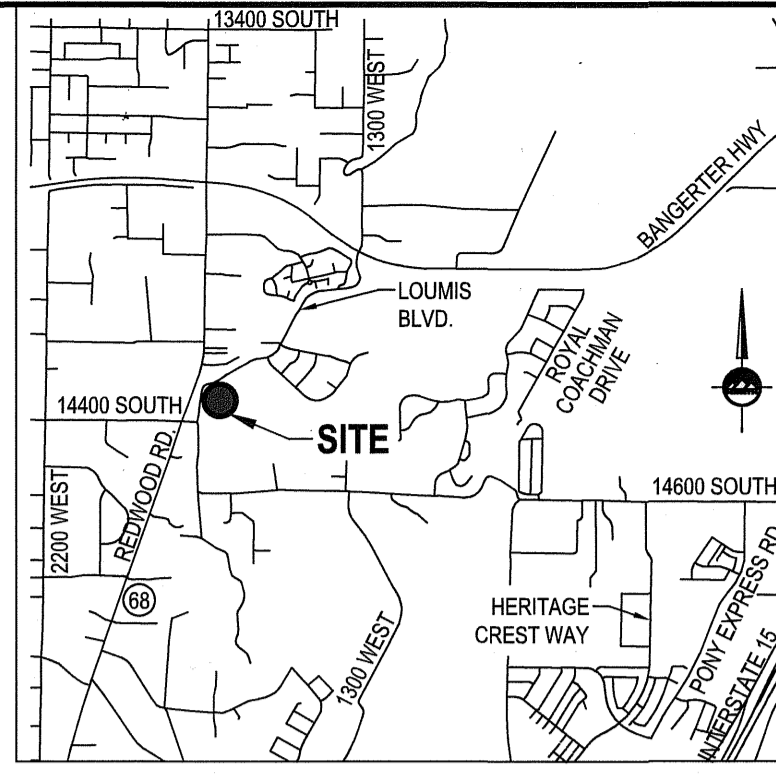 13400 SOUTH
1300 WEST
BANGERTER HWY
LOUMIS
BLVD.
ROYAL
COACHMAN
DRIVE
14400 SOUTH
SITE
REDWOOD RD.
2200 WEST
14600 SOUTH
68
HERITAGE
CREST WAY
1300 WEST
PONY EXPRESS RD.
INTERSTATE 15